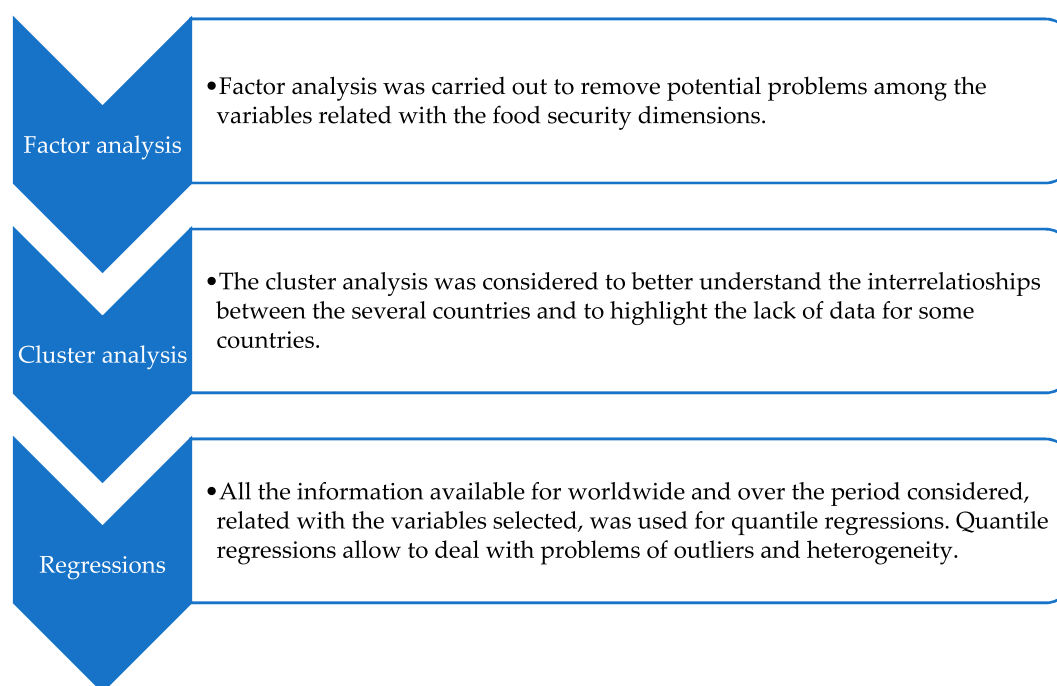 Factor analysis
•Factor analysis was carried out to remove potential problems among the
variables related with the food security dimensions.
Cluster analysis
•The cluster analysis was considered to better understand the interrelatioships
between the several countries and to highlight the lack of data for some
countries.
Regressions
•All the information available for worldwide and over the period considered,
related with the variables selected, was used for quantile regressions. Quantile
regressions allow to deal with problems of outliers and heterogeneity.